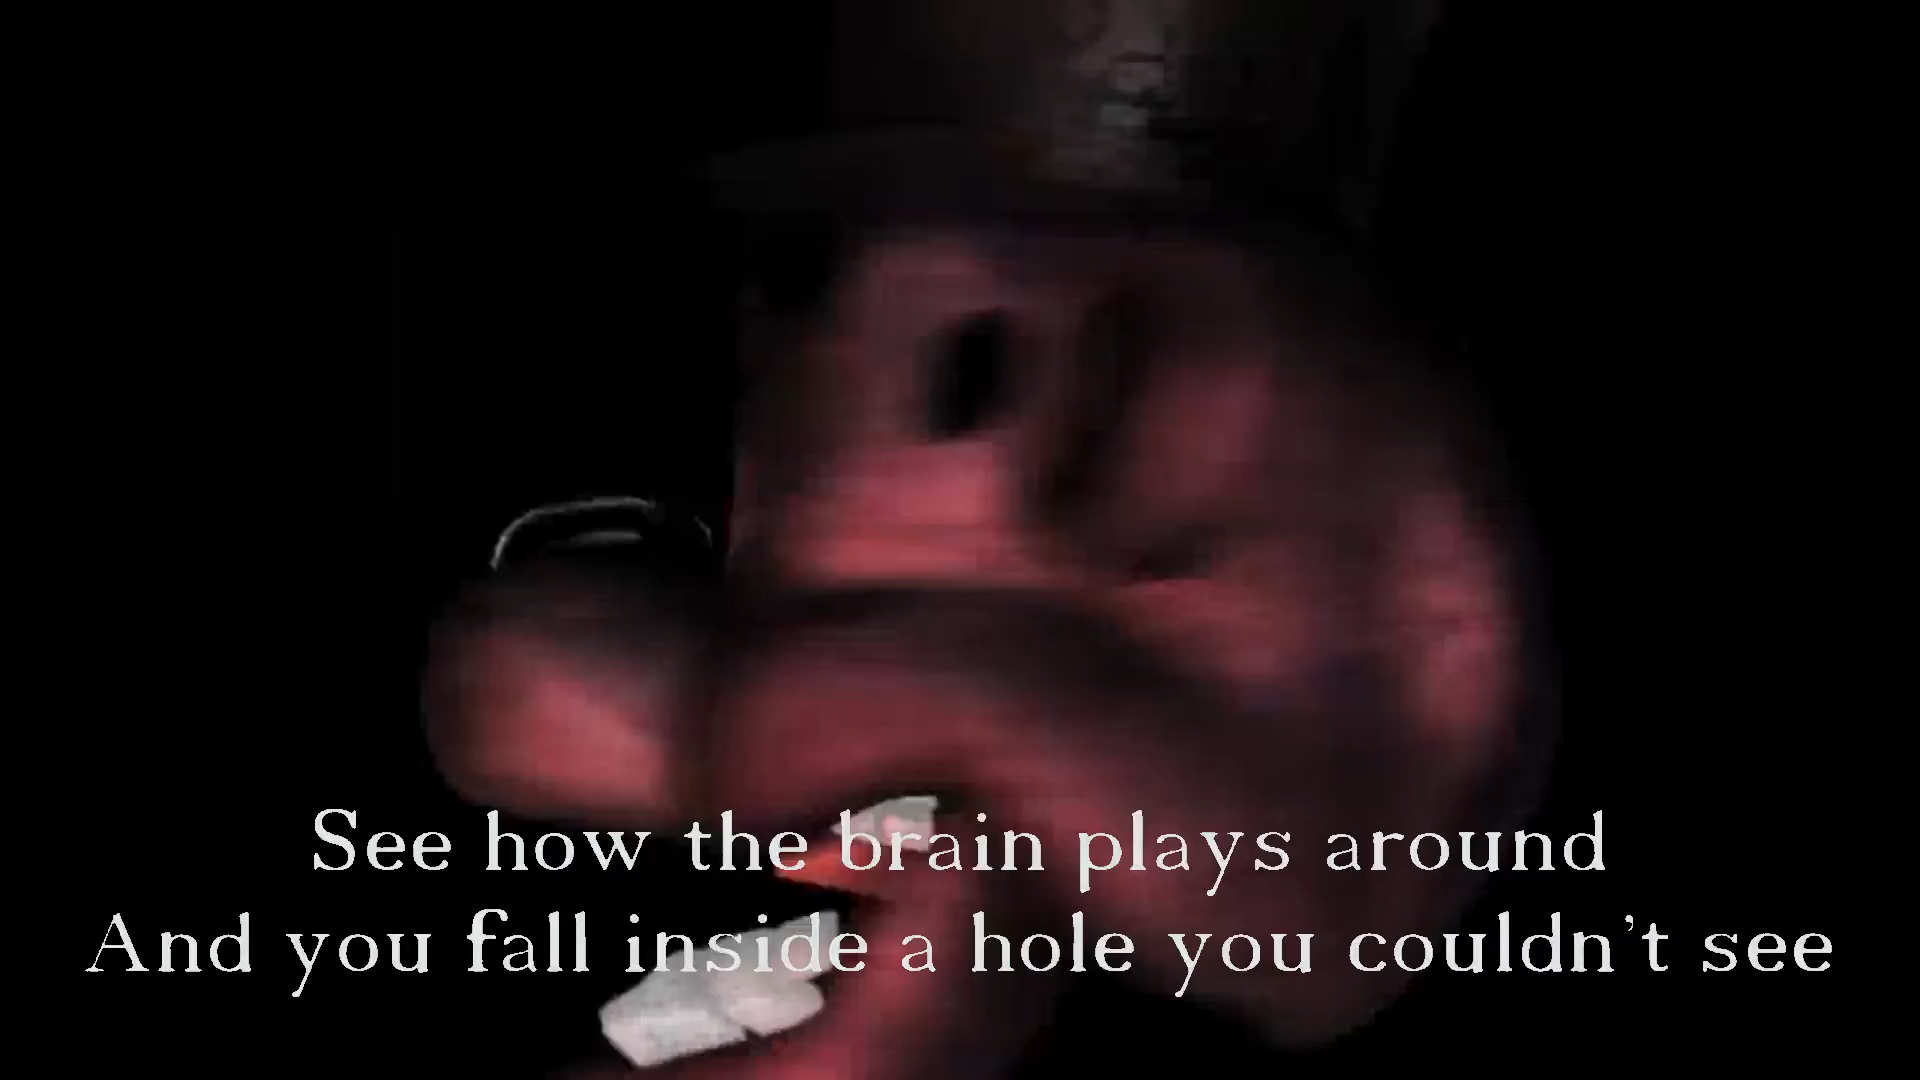 See how the brain plays around
And you fall inside a hole you couldn't see